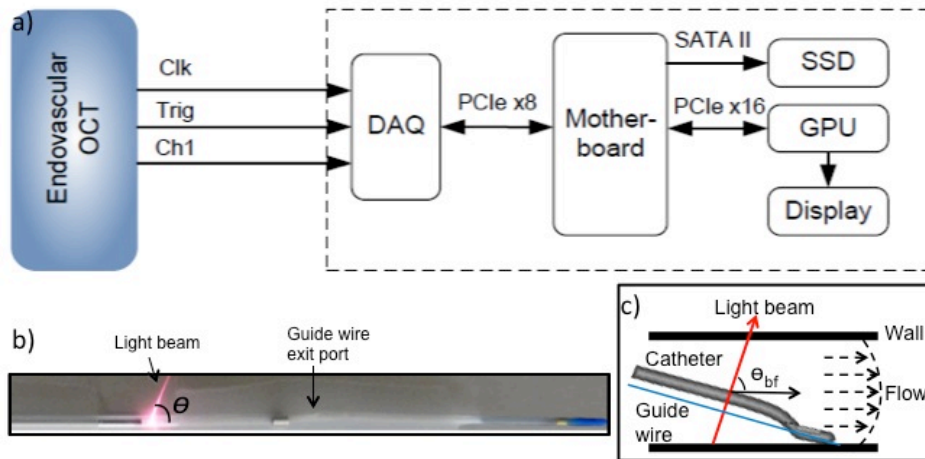 a)
Endovascular
OCT
Clk
Trig
Ch1
DAQ
PCIe x8
Mother-
board
SATA II
PCIe x16
SSD
GPU
Display
b)
Light beam
Guide wire
exit port
θ
c)
Light beam
Wall
Catheter
Θbf
Flow
Guide
wire